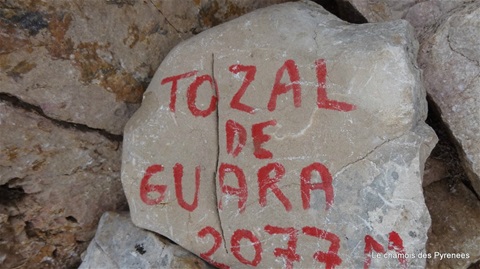 TOZAL
DE
GUARA
2077 M
Le chamois des Pyrenees